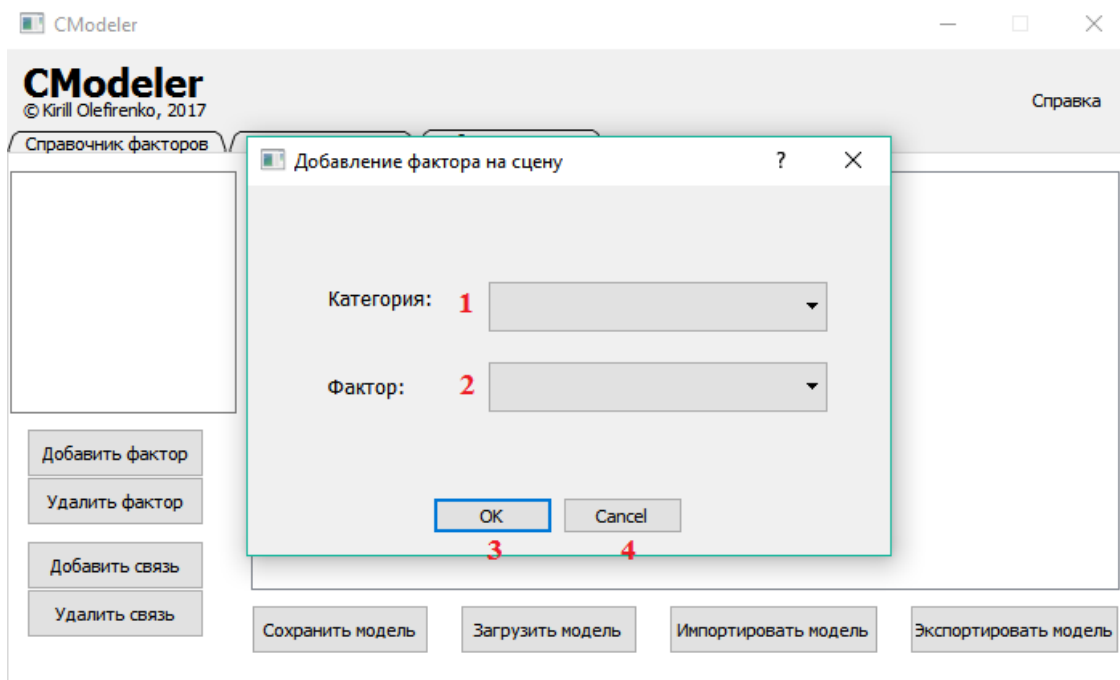 CModeler
CModeler
© Kirill Olefirenko, 2017
Справка
Справочник факторов
Добавление фактора на сцену
?
Категория: 1
Фактор: 2
OK Cancel
3 4
Добавить фактор
Удалить фактор
Добавить связь
Удалить связь
Сохранить модель Загрузить модель Импортировать модель Экспортировать модель